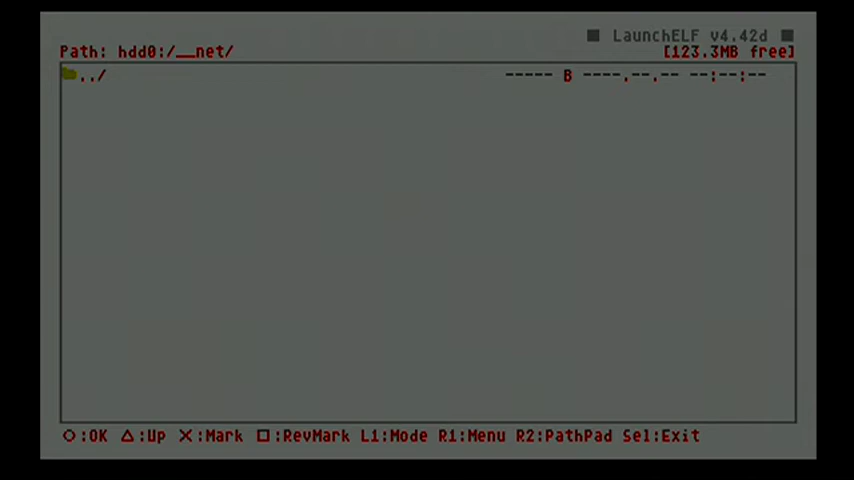 ■ LaunchELF v4.42d ■
Path: hdd0:/__net/ [123.3MB free]
../ ----- B ----.--.-- --:--:--
○:OK △:Up ✕:Mark □:RevMark L1:Mode R1:Menu R2:PathPad Sel:Exit